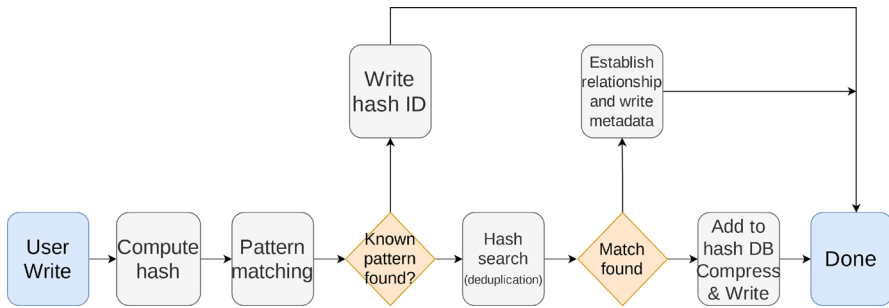 User
Write
Compute
hash
Pattern
matching
Known
pattern
found?
Write
hash ID
Hash
search
(deduplication)
Match
found
Establish
relationship
and write
metadata
Add to
hash DB
Compress
& Write
Done